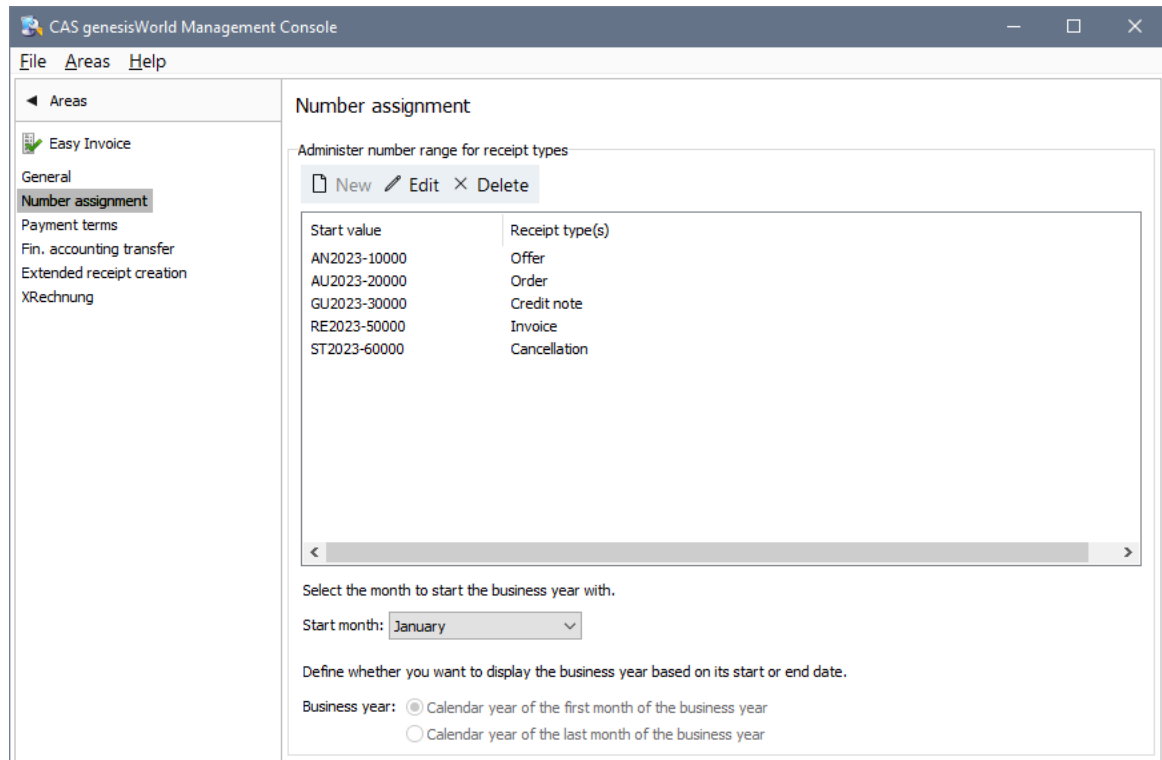 CAS genesisWorld Management Console
File Areas Help
Areas
Easy Invoice
General
Number assignment
Payment terms
Fin. accounting transfer
Extended receipt creation
XRechnung
Number assignment
Administer number range for receipt types
New Edit Delete
Start value Receipt type(s)
AN2023-10000 Offer
AU2023-20000 Order
GU2023-30000 Credit note
RE2023-50000 Invoice
ST2023-60000 Cancellation
Select the month to start the business year with.
Start month: January
Define whether you want to display the business year based on its start or end date.
Business year: Calendar year of the first month of the business year
Calendar year of the last month of the business year